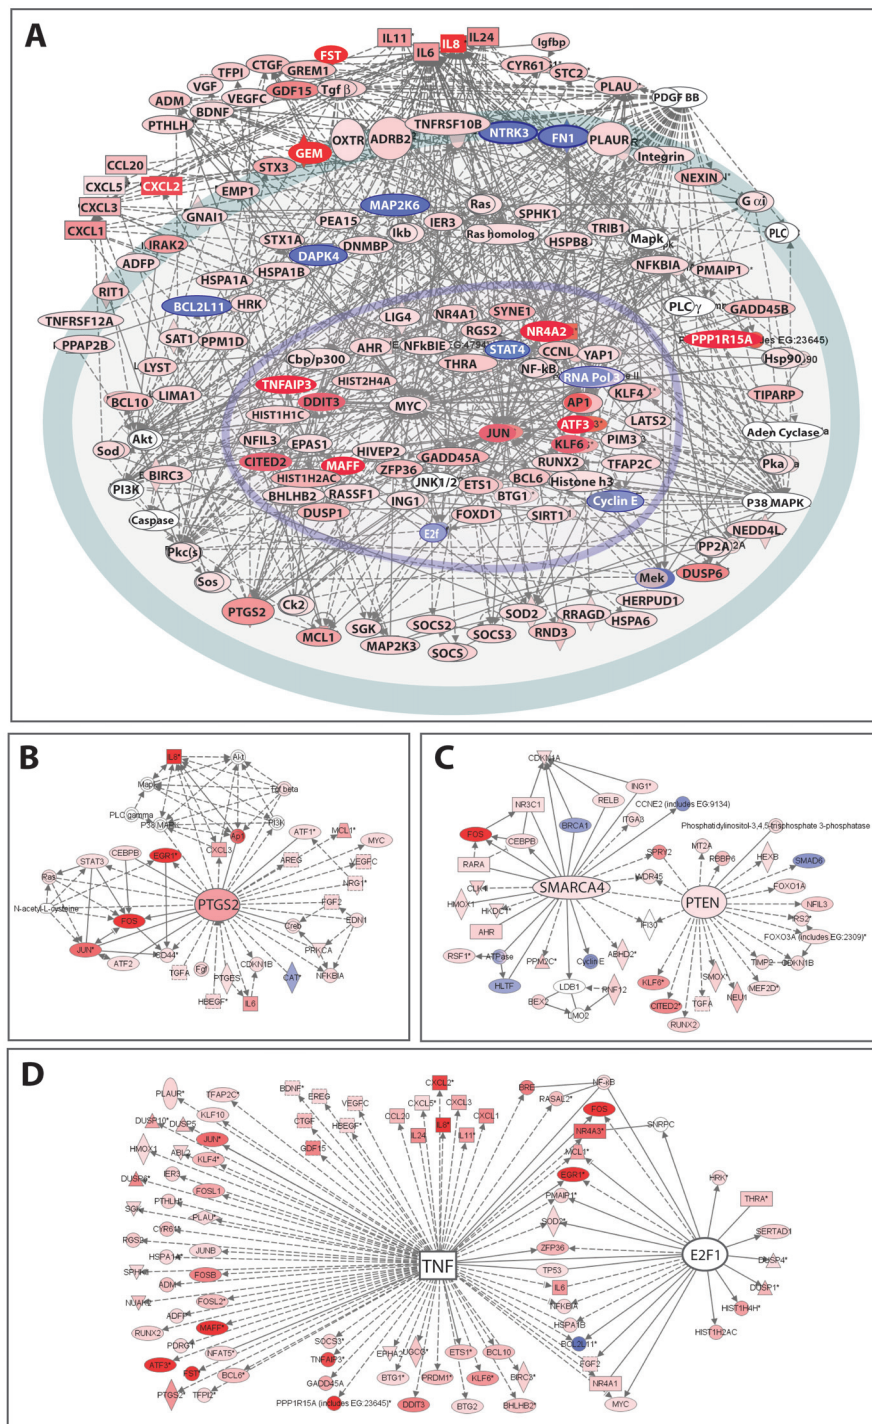 A
IL11
IL6
IL8
IL24
Igfbp
FST
CTGF
GREM1
TFPI
VGF
GDF15
Tgf β
CYR61
STC2
PLAU
PDGF BB
ADM
VEGFC
BDNF
PTHLH
OXTR
ADRB2
TNFRSF10B
NTRK3
FN1
PLAUR
Integrin
NEXIN
GEM
STX3
CCL20
CXCL5
CXCL2
EMP1
CXCL3
CXCL1
GNAI1
IRAK2
ADFP
MAP2K6
PEA15
Ikb
IER3
Ras
Ras homolog
SPHK1
HSPB8
TRIB1
Mapk
G αi
PLC
STX1A
DNMBP
DAPK4
HSPA1A
HSPA1B
NFKBIA
PMAIP1
RIT1
BCL2L11
HRK
TNFRSF12A
PPAP2B
SAT1
PPM1D
LYST
LIMA1
BCL10
PLC γ
GADD45B
PPP1R15A
des EG:23645)
Hsp90
TIPARP
LIG4
NR4A1
SYNE1
RGS2
NR4A2
AHR
NFkBIE
STAT4
CCNL
YAP1
Cbp/p300
THRA
NF-kB
RNA Pol
TNFAIP3
HIST2H4A
KLF4
DDIT3
MYC
AP1
HIST1H1C
LATS2
ATF3
JUN
KLF6
PIM3
NFIL3
EPAS1
HIVEP2
GADD45A
RUNX2
TFAP2C
CITED2
MAFF
ZFP36
HIST1H2AC
JNK1/2
ETS1
BCL6
Histone h3
BHLHB2
RASSF1
ING1
BTG1
Cyclin E
DUSP1
FOXD1
SIRT1
E2f
Akt
Sod
PI3K
BIRC3
Caspase
Pkc(s)
Sos
PTGS2
Ck2
MCL1
SGK
MAP2K3
SOCS2
SOCS
SOCS3
SOD2
RND3
RRAGD
HSPA6
HERPUD1
Mek
DUSP6
PP2A
NEDD4L
P38 MAPK
Pka
Aden Cyclase
B
IL8*
Akt
Mapk
Tgf beta
PLC gamma
P38 MAPK
PI3K
Ap1
CXCL3
ATF1*
MCL1*
MYC
CEBPB
EGR1*
STAT3
AREG
VEGFC
Ras
NRG1*
PTGS2
N-acetyl-L-cysteine
FGF2
FOS
EDN1
Creb
JUN*
CD44*
PRKCA
ATF2
CDKN1B
NFKBIA
TGFA
Fgf
PTGES
CAT*
HBEGF*
IL6
C
CDKN1A
ING1*
RELB
CCNE2 (includes EG:9134)
NR3C1
ITGA3
FOS
BRCA1
Phosphatidylinositol-3,4,5-trisphosphate 3-phosphatase
CEBPB
SPRY2
MT2A
RBBP6
HEXB
RARA
SMAD6
WDR45
CLK1
SMARCA4
PTEN
FOXO1A
HMOX1
HKDC1*
NFIL3
IRS2*
AHR
IFI30
FOXO3A (includes EG:2309)*
RSF1*
ATPase
PPM2C*
Cyclin E
ABHD2*
TIMP2
CDKN1B
HLTF
LDB1
KLF6*
SMOX*
MEF2D*
RNF12
NEU1
BEX2
CITED2*
TGFA
LMO2
RUNX2
D
PLAUR*
TFAP2C*
BDNF*
EREG
VEGFC
CXCL2*
BRE
NF-κB
CXCL5*
CXCL3
RASAL2*
DUSP10*
DUSP5
KLF10
CTGF
HBEGF*
CCL20
CXCL1
FOS
JUN*
IL8*
NR4A3*
SNRPC
HMOX1
ABL2
GDF15
IL24
IL11*
MCL1*
KLF4*
IER3
FOSL1
EGR1*
HRK*
SGK
PTHLH*
PMAIP1*
THRA*
PLAU*
CYR61
SOD2*
SERTAD1
RGS2
HSPA1A*
JUNB
ZFP36
TNF
E2F1
FOSB
TP53
DUSP4*
ADM
IL6
DUSP1*
NUAK2
FOSL2*
NFKBIA
HIST1H4H*
ADFP
HSPA1B
MAFF*
HIST1H2AC
RUNX2
PDRG1
SOCS3*
BCL2L11*
NFAT5*
EPHA2
UGCG*
ETS1*
BCL10
FGF2
ATF3*
TNFAIP3*
FST*
BCL6*
BIRC3*
GADD45A
BTG1*
PRDM1*
KLF6*
NR4A1
PTGS2
TFPI2*
MYC
PPP1R15A (includes EG:23645)*
DDIT3
BTG2
BHLHB2*